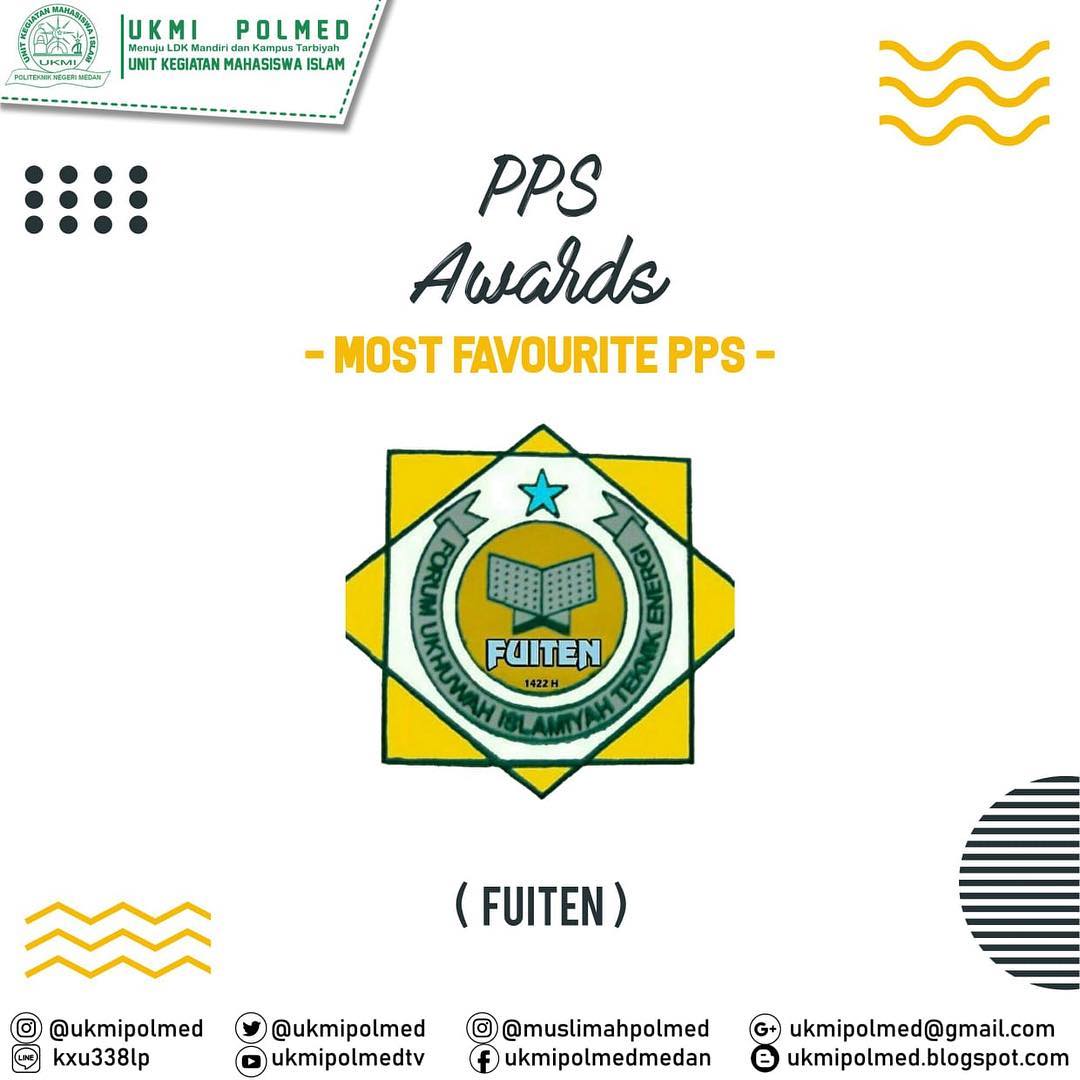 UNIT KEGIATAN MAHASISWA ISLAM
UKMI
POLITEKNIK NEGERI MEDAN
UKMI POLMED
Menuju LDK Mandiri dan Kampus Tarbiyah
UNIT KEGIATAN MAHASISWA ISLAM
PPS
Awards
- MOST FAVOURITE PPS -
FORUM UKHUWAH ISLAMIYAH TEKNIK ENERGI
FUITEN
1422 H
( FUITEN )
@ukmipolmed
@ukmipolmed
@muslimahpolmed
G+ ukmipolmed@gmail.com
LINE kxu338lp
ukmipolmedtv
ukmipolmedmedan
ukmipolmed.blogspot.com